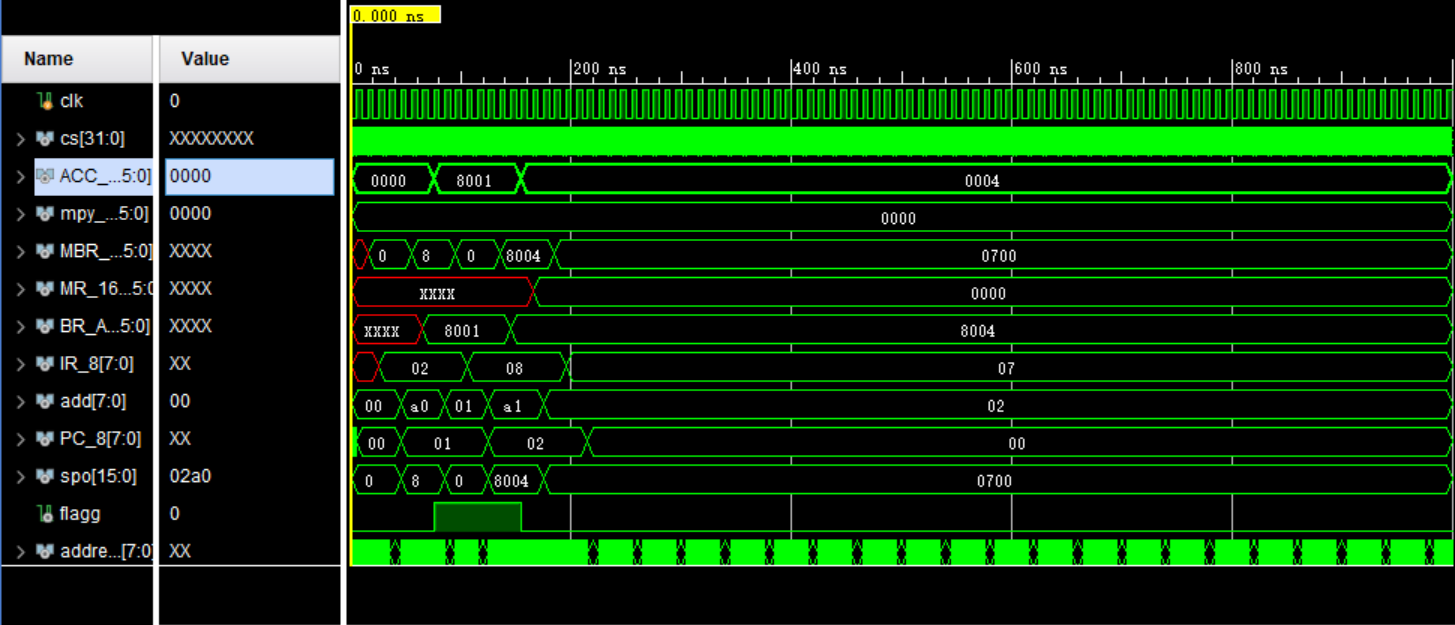 0.000 ns
Name Value
0 ns 200 ns 400 ns 600 ns 800 ns
clk 0
cs[31:0] XXXXXXXX
ACC_...5:0] 0000 0000 8001 0004
mpy_...5:0] 0000 0000
MBR_...5:0] XXXX 0 8 0 8004 0700
MR_16...5:0 XXXX XXXX 0000
BR_A...5:0] XXXX XXXX 8001 8004
IR_8[7:0] XX 02 08 07
add[7:0] 00 00 a0 01 a1 02
PC_8[7:0] XX 00 01 02 00
spo[15:0] 02a0 0 8 0 8004 0700
flagg 0
addre...[7:0 XX